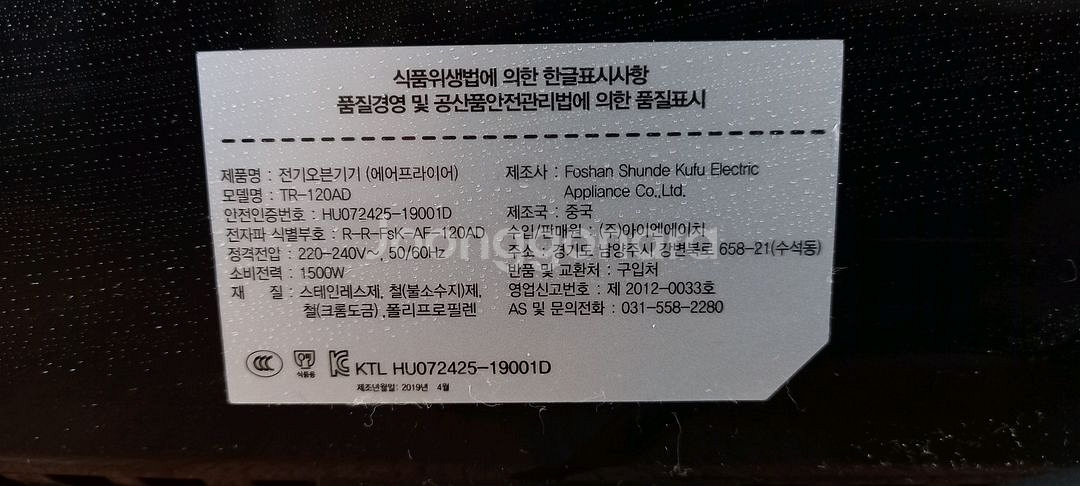 식품위생법에 의한 한글표시사항
품질경영 및 공산품안전관리법에 의한 품질표시
제품명 : 전기오븐기기 (에어프라이어)
모델명 : TR-120AD
안전인증번호 : HU072425-19001D
전자파 식별부호 : R-R-FsK-AF-120AD
정격전압 : 220-240V~, 50/60Hz
소비전력 : 1500W
재 질 : 스테인레스제, 철(불소수지)제,
철(크롬도금) ,폴리프로필렌
제조사 : Foshan Shunde Kufu Electric
Appliance Co.,Ltd.
제조국 : 중국
수입/판매원 : (주)아이엔에이치
주소 : 경기도 남양주시 강변북로 658-21(수석동)
반품 및 교환처 : 구입처
영업신고번호 : 제 2012-0033호
AS 및 문의전화 : 031-558-2280
CCC 식품용 KC KTL HU072425-19001D
제조년월일: 2019년 4월